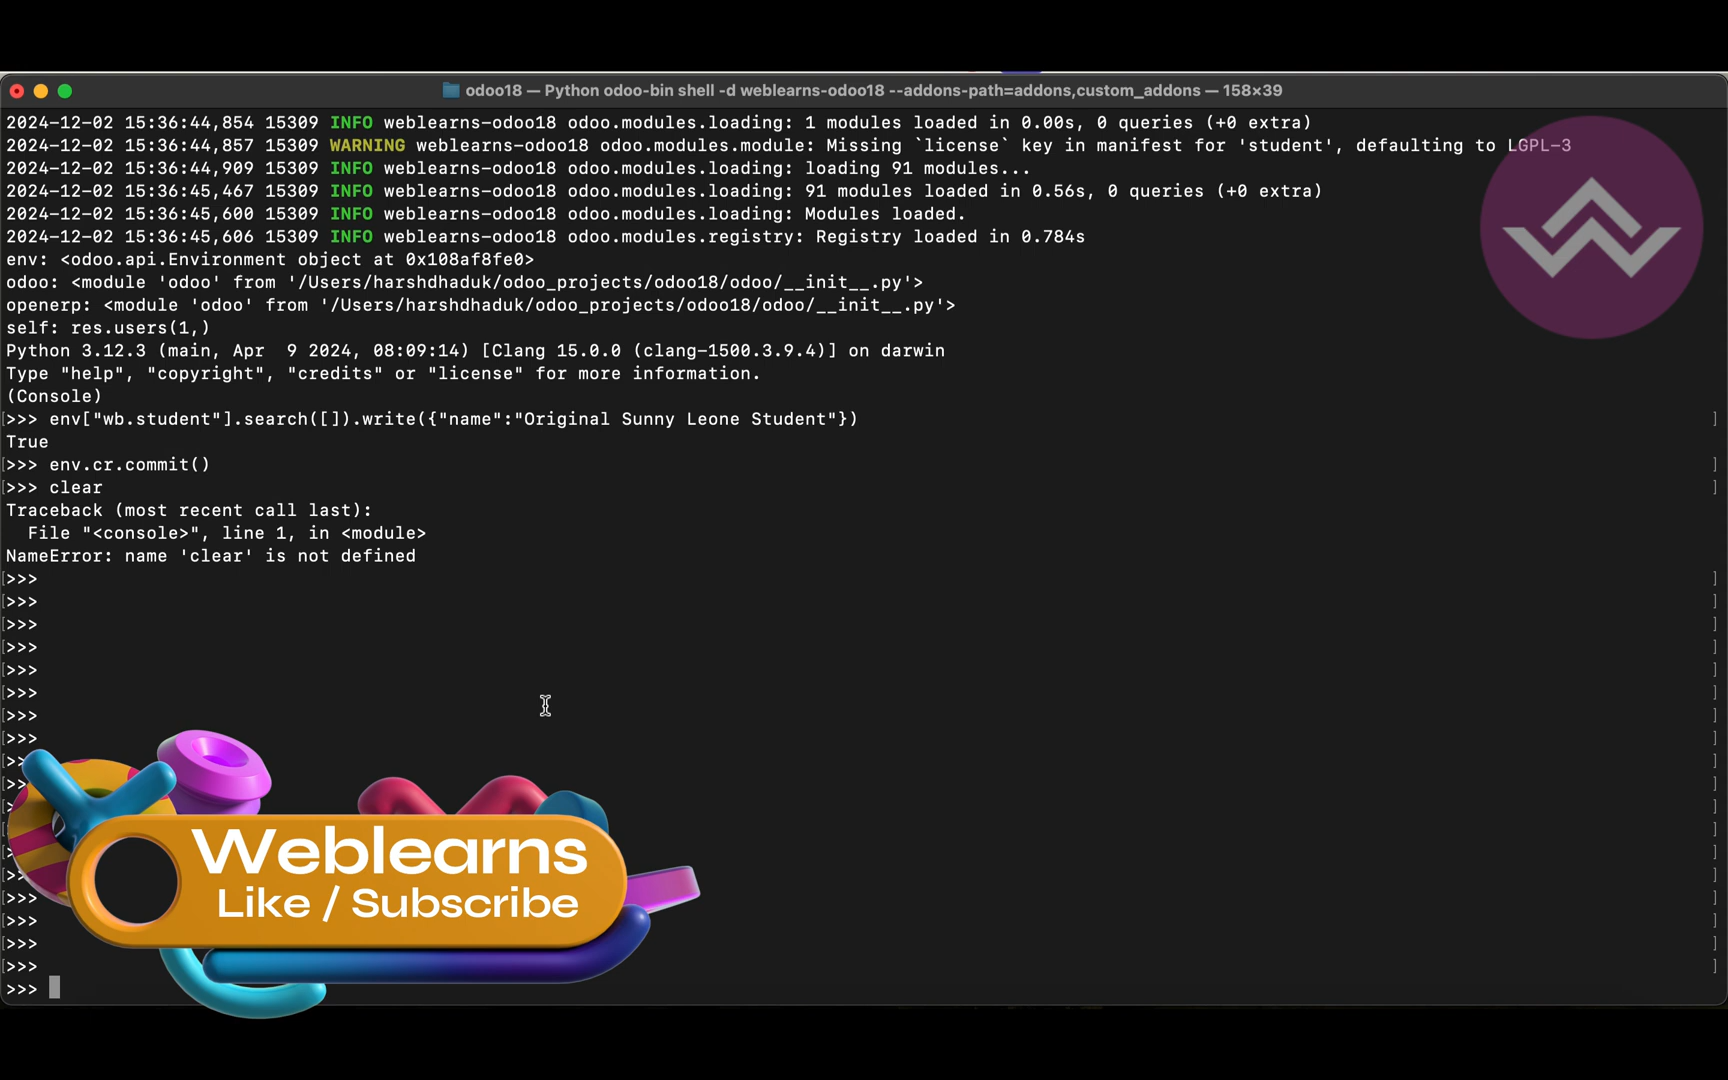 odoo18 — Python odoo-bin shell -d weblearns-odoo18 --addons-path=addons,custom_addons — 158×39
2024-12-02 15:36:44,854 15309 INFO weblearns-odoo18 odoo.modules.loading: 1 modules loaded in 0.00s, 0 queries (+0 extra)
2024-12-02 15:36:44,857 15309 WARNING weblearns-odoo18 odoo.modules.module: Missing `license` key in manifest for 'student', defaulting to LGPL-3
2024-12-02 15:36:44,909 15309 INFO weblearns-odoo18 odoo.modules.loading: loading 91 modules...
2024-12-02 15:36:45,467 15309 INFO weblearns-odoo18 odoo.modules.loading: 91 modules loaded in 0.56s, 0 queries (+0 extra)
2024-12-02 15:36:45,600 15309 INFO weblearns-odoo18 odoo.modules.loading: Modules loaded.
2024-12-02 15:36:45,606 15309 INFO weblearns-odoo18 odoo.modules.registry: Registry loaded in 0.784s
env: <odoo.api.Environment object at 0x108af8fe0>
odoo: <module 'odoo' from '/Users/harshdhaduk/odoo_projects/odoo18/odoo/__init__.py'>
openerp: <module 'odoo' from '/Users/harshdhaduk/odoo_projects/odoo18/odoo/__init__.py'>
self: res.users(1,)
Python 3.12.3 (main, Apr  9 2024, 08:09:14) [Clang 15.0.0 (clang-1500.3.9.4)] on darwin
Type "help", "copyright", "credits" or "license" for more information.
(Console)
[>>> env["wb.student"].search([]).write({"name":"Original Sunny Leone Student"}) ]
True
[>>> env.cr.commit() ]
[>>> clear ]
Traceback (most recent call last):
  File "<console>", line 1, in <module>
NameError: name 'clear' is not defined
[>>> ]
[>>> ]
[>>> ]
[>>> ]
[>>> ]
[>>> ]
[>>> ]
[>>> ]
[>> ]
[>> ]
[> ]
[ ]
[> ]
[>> ]
[>>> ]
[>>> ]
[>>> ]
[>>> ]
>>>
Weblearns
Like / Subscribe